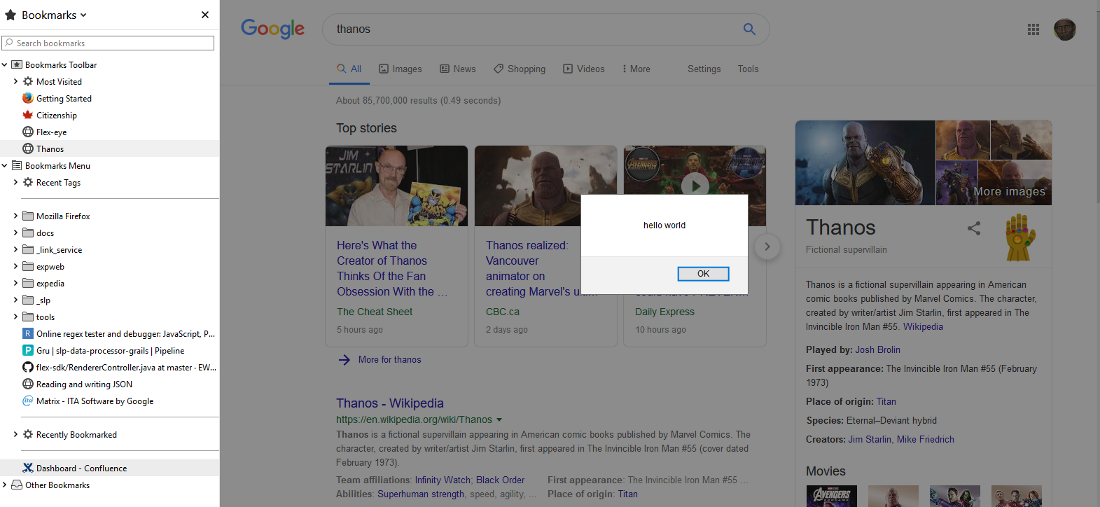 Bookmarks
Search bookmarks
Bookmarks Toolbar
Most Visited
Getting Started
Citizenship
Flex-eye
Thanos
Bookmarks Menu
Recent Tags
Mozilla Firefox
docs
_link_service
expweb
expedia
_slp
tools
Online regex tester and debugger: JavaScript, P...
Gru | slp-data-processor-grails | Pipeline
flex-sdk/RendererController.java at master · EW...
Reading and writing JSON
Matrix - ITA Software by Google
Recently Bookmarked
Dashboard - Confluence
Other Bookmarks
Google
thanos
All Images News Shopping Videos More Settings Tools
About 85,700,000 results (0.49 seconds)
Top stories
JIM
STARLIN
Here's What the
Creator of Thanos
Thinks Of the Fan
Obsession With the ...
The Cheat Sheet
5 hours ago
Thanos realized:
Vancouver
animator on
creating Marvel's u...
CBC.ca
2 days ago
Daily Express
10 hours ago
hello world
OK
More for thanos
Thanos - Wikipedia
https://en.wikipedia.org/wiki/Thanos
Thanos is a fictional supervillain appearing in American comic books published by Marvel Comics. The
character, created by writer/artist Jim Starlin, first appeared in The Invincible Iron Man #55 (cover dated
February 1973).
Team affiliations: Infinity Watch; Black Order First appearance: The Invincible Iron Man #55 ...
Abilities: Superhuman strength, speed, agility, ... Place of origin: Titan
More images
Thanos
Fictional supervillain
Thanos is a fictional supervillain appearing in American
comic books published by Marvel Comics. The character,
created by writer/artist Jim Starlin, first appeared in The
Invincible Iron Man #55. Wikipedia
Played by: Josh Brolin
First appearance: The Invincible Iron Man #55 (February
1973)
Place of origin: Titan
Species: Eternal–Deviant hybrid
Creators: Jim Starlin, Mike Friedrich
Movies
AVENGERS